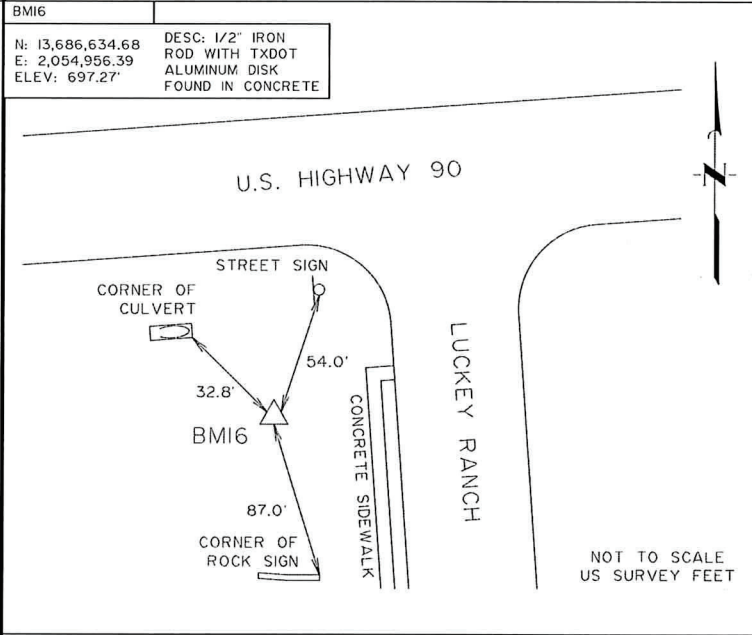 BM16
N: 13,686,634.68
E: 2,054,956.39
ELEV: 697.27'
DESC: 1/2" IRON
ROD WITH TXDOT
ALUMINUM DISK
FOUND IN CONCRETE
U.S. HIGHWAY 90
N
STREET SIGN
CORNER OF
CULVERT
54.0'
32.8'
BM16
LUCKEY RANCH
CONCRETE SIDEWALK
87.0'
CORNER OF
ROCK SIGN
NOT TO SCALE
US SURVEY FEET